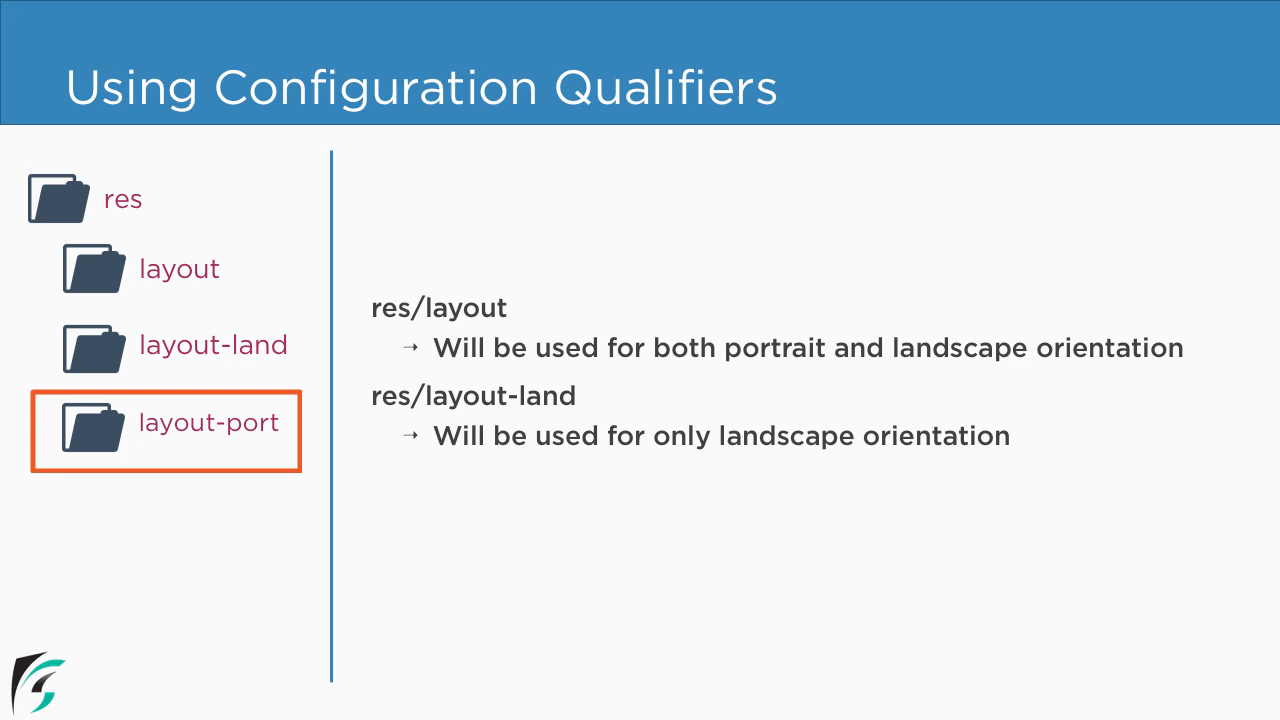 Using Configuration Qualifiers
res
layout
layout-land
layout-port
res/layout
→ Will be used for both portrait and landscape orientation
res/layout-land
→ Will be used for only landscape orientation